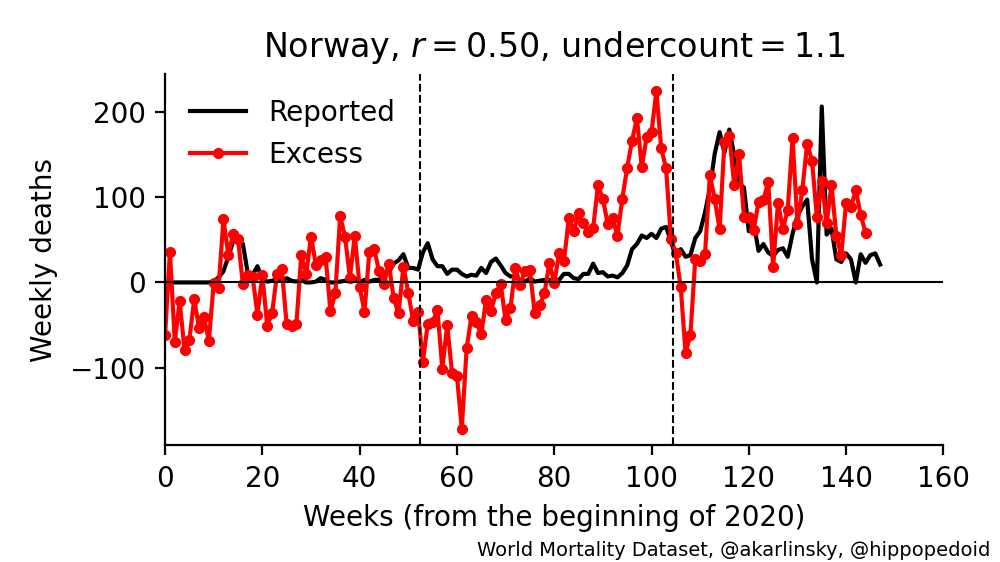 Norway, r = 0.50, undercount = 1.1
Reported
Excess
Weekly deaths
200
100
0
−100
0 20 40 60 80 100 120 140 160
Weeks (from the beginning of 2020)
World Mortality Dataset, @akarlinsky, @hippopedoid